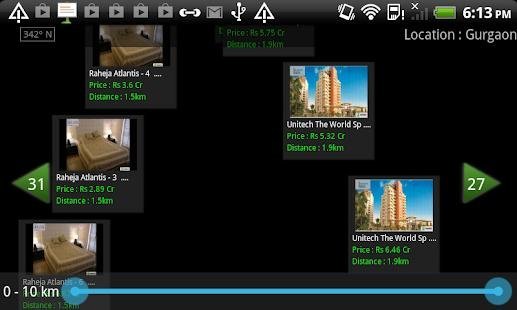 6:13 PM
342° N
Location : Gurgaon
Price : Rs 5.75 Cr
Distance : 1.9km
Raheja Atlantis - 4 ....
Price : Rs 3.6 Cr
Distance : 1.5km
Unitech The World Sp ....
Price : Rs 5.32 Cr
Distance : 1.9km
Raheja Atlantis - 3 ....
Price : Rs 2.89 Cr
Distance : 1.5km
31
27
Unitech The World Sp ....
Price : Rs 6.46 Cr
Distance : 1.9km
Raheja Atlantis - 6 ....
0 - 10 km
Distance : 1.5km